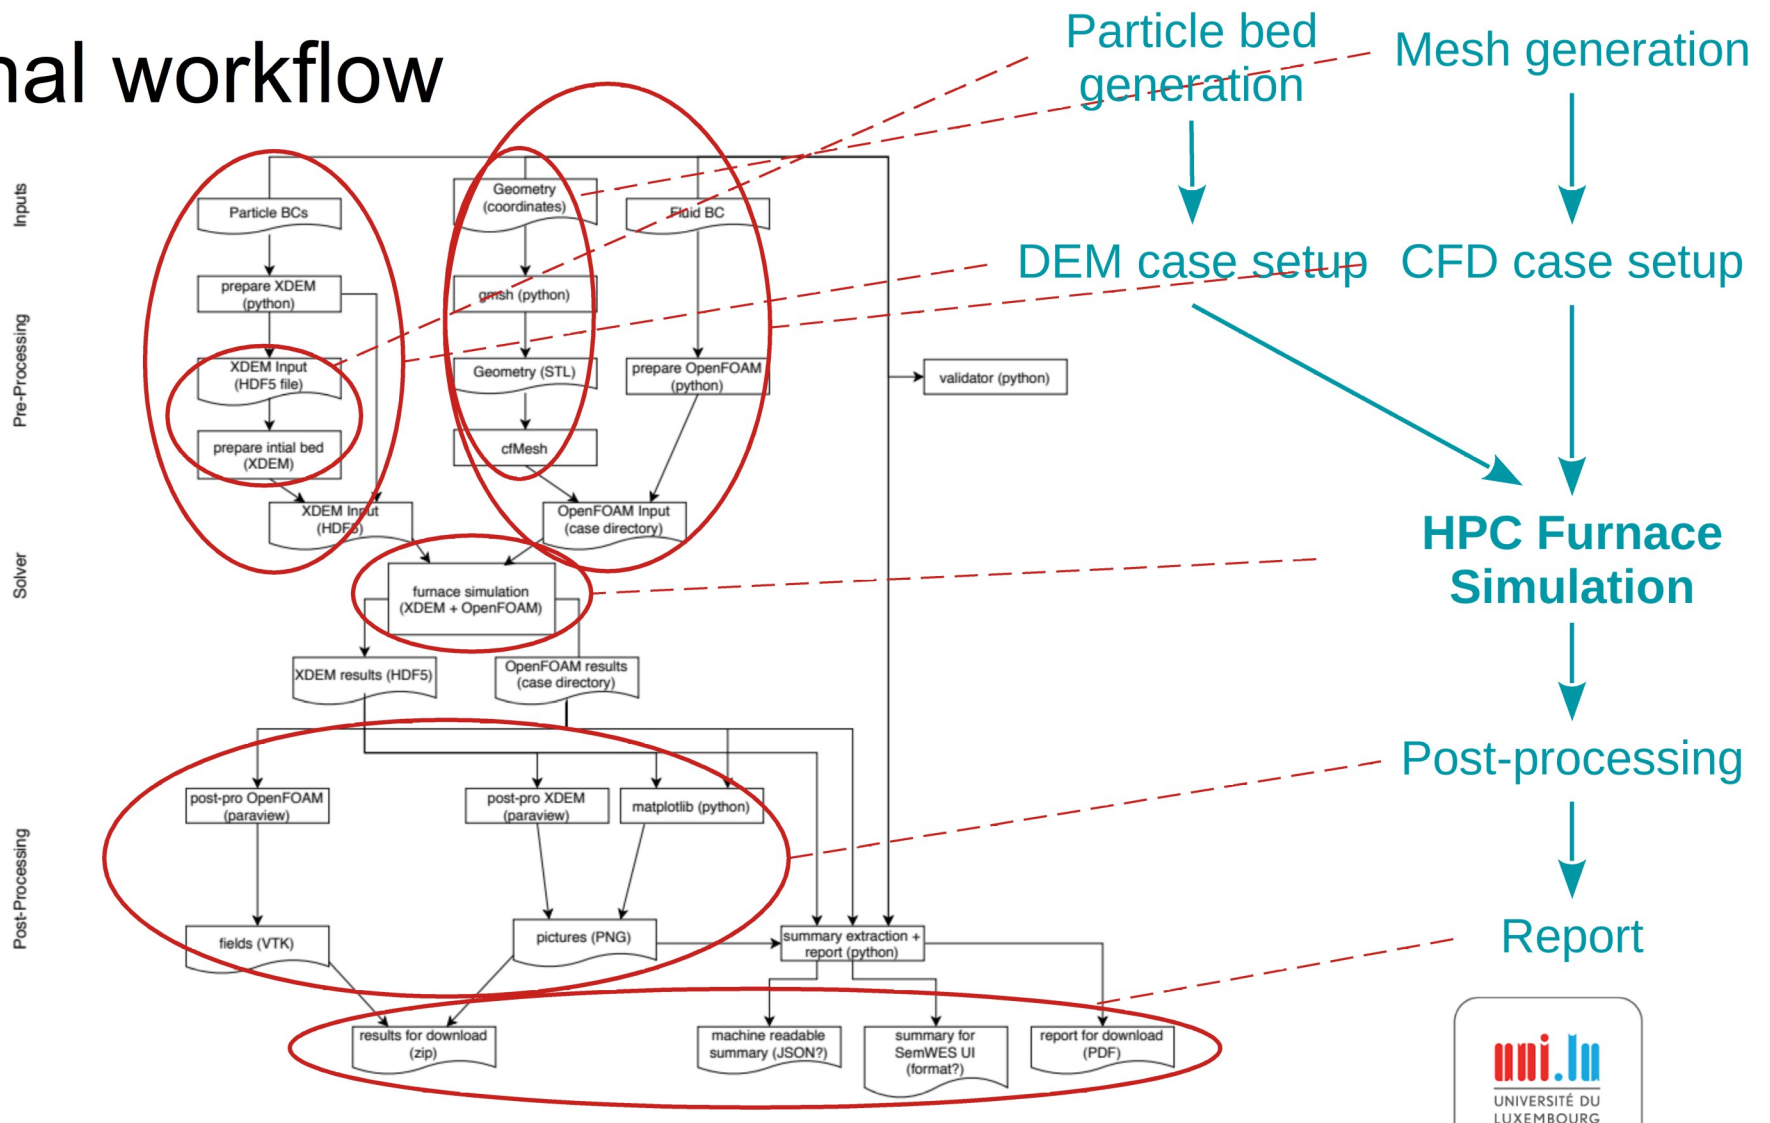 nal workflow
Particle bed
generation
Mesh generation
DEM case setup
CFD case setup
HPC Furnace
Simulation
Post-processing
Report
Inputs
Pre-Processing
Solver
Post-Processing
Particle BCs
Geometry
(coordinates)
Fluid BC
prepare XDEM
(python)
gmsh (python)
XDEM Input
(HDF5 file)
Geometry (STL)
prepare OpenFOAM
(python)
validator (python)
prepare intial bed
(XDEM)
cfMesh
XDEM Input
(HDF5)
OpenFOAM Input
(case directory)
furnace simulation
(XDEM + OpenFOAM)
XDEM results (HDF5)
OpenFOAM results
(case directory)
post-pro OpenFOAM
(paraview)
post-pro XDEM
(paraview)
matplotlib (python)
fields (VTK)
pictures (PNG)
summary extraction +
report (python)
results for download
(zip)
machine readable
summary (JSON?)
summary for
SemWES UI
(format?)
report for download
(PDF)
uni.lu
UNIVERSITÉ DU
LUXEMBOURG